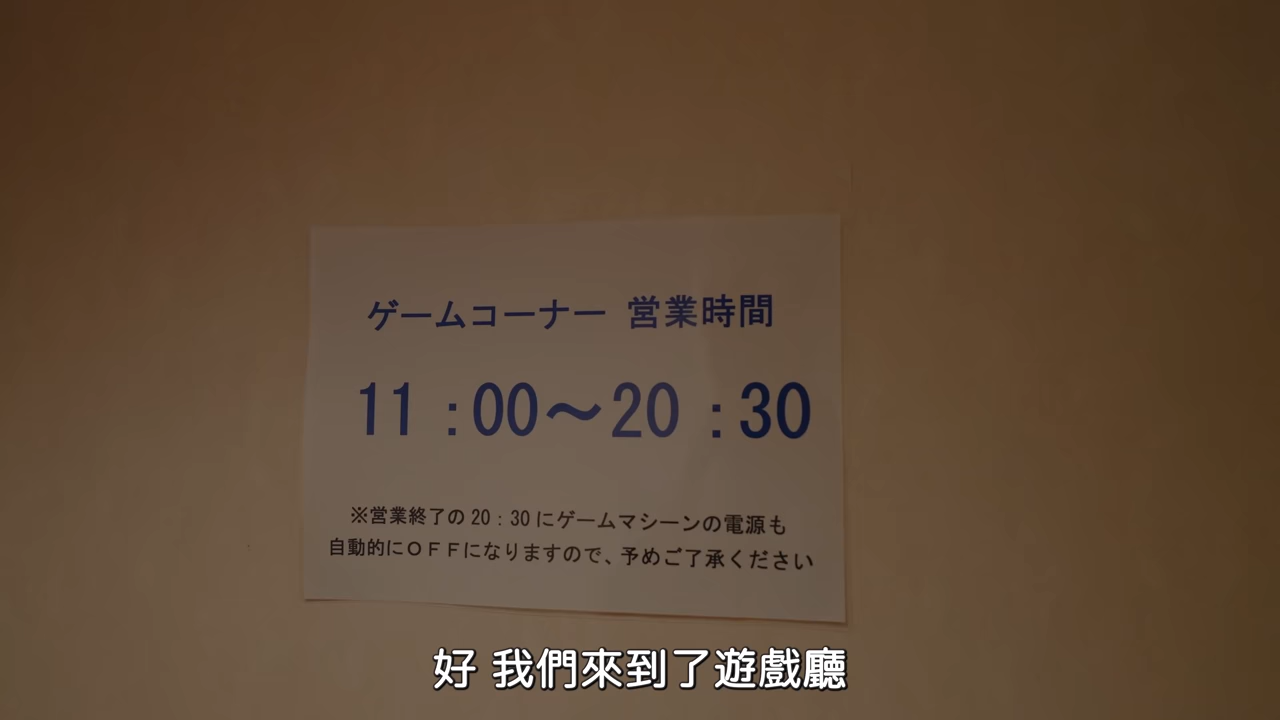 ゲームコーナー 営業時間
11:00～20:30
※営業終了の20:30にゲームマシーンの電源も
自動的にＯＦＦになりますので、予めご了承ください
好 我們來到了遊戲廳